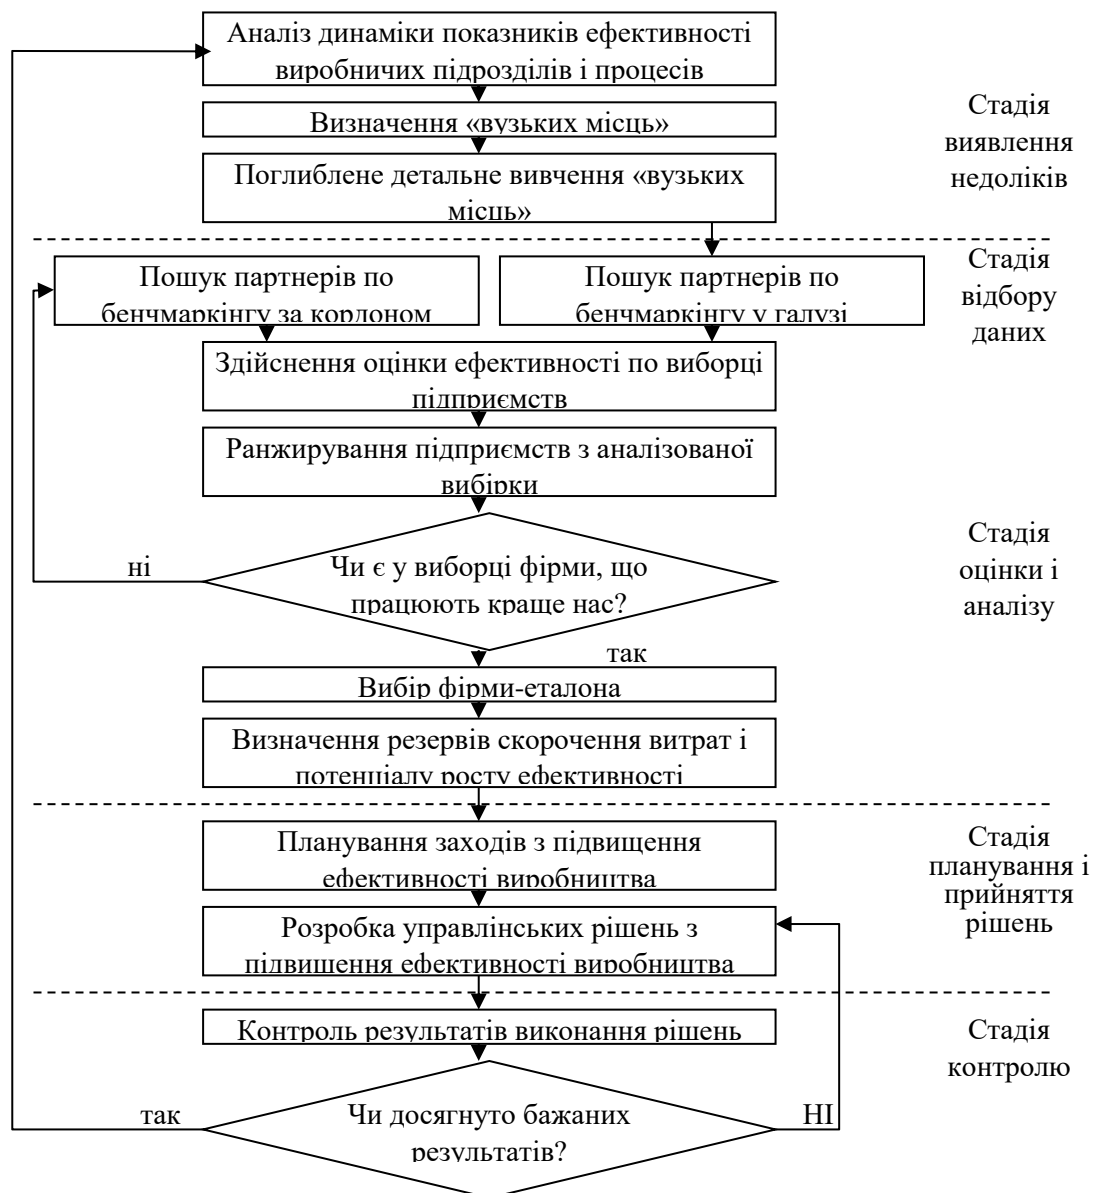 Аналіз динаміки показників ефективності
виробничих підрозділів і процесів
Визначення «вузьких місць»
Поглиблене детальне вивчення «вузьких
місць»
Стадія
виявлення
недоліків
Пошук партнерів по
бенчмаркінгу за кордоном
Пошук партнерів по
бенчмаркінгу у галузі
Стадія
відбору
даних
Здійснення оцінки ефективності по виборці
підприємств
Ранжирування підприємств з аналізованої
вибірки
ні
Чи є у виборці фірми, що
працюють краще нас?
так
Стадія
оцінки і
аналізу
Вибір фірми-еталона
Визначення резервів скорочення витрат і
потенціалу росту ефективності
Планування заходів з підвищення
ефективності виробництва
Розробка управлінських рішень з
підвищення ефективності виробництва
Стадія
планування і
прийняття
рішень
Контроль результатів виконання рішень
Стадія
контролю
так
Чи досягнуто бажаних
результатів?
НІ